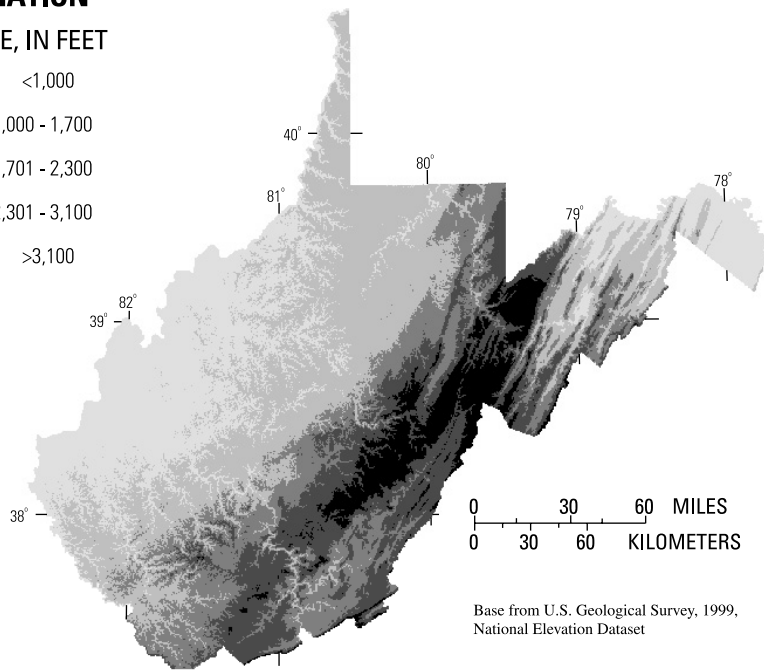 E, IN FEET
<1,000
,000 - 1,700
,701 - 2,300
,301 - 3,100
>3,100
40°
80°
81°
78°
79°
82°
39°
38°
0 30 60 MILES
0 30 60 KILOMETERS
Base from U.S. Geological Survey, 1999,
National Elevation Dataset